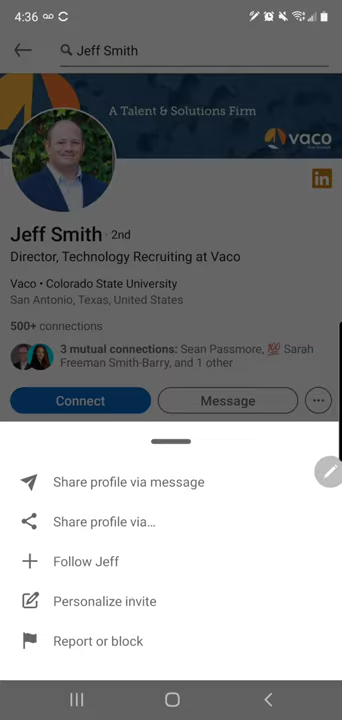 4:36
Jeff Smith
A Talent & Solutions Firm
vaco
in
Jeff Smith · 2nd
Director, Technology Recruiting at Vaco
Vaco • Colorado State University
San Antonio, Texas, United States
500+ connections
3 mutual connections: Sean Passmore, 💯 Sarah
Freeman Smith-Barry, and 1 other
Connect
Message
Share profile via message
Share profile via...
Follow Jeff
Personalize invite
Report or block